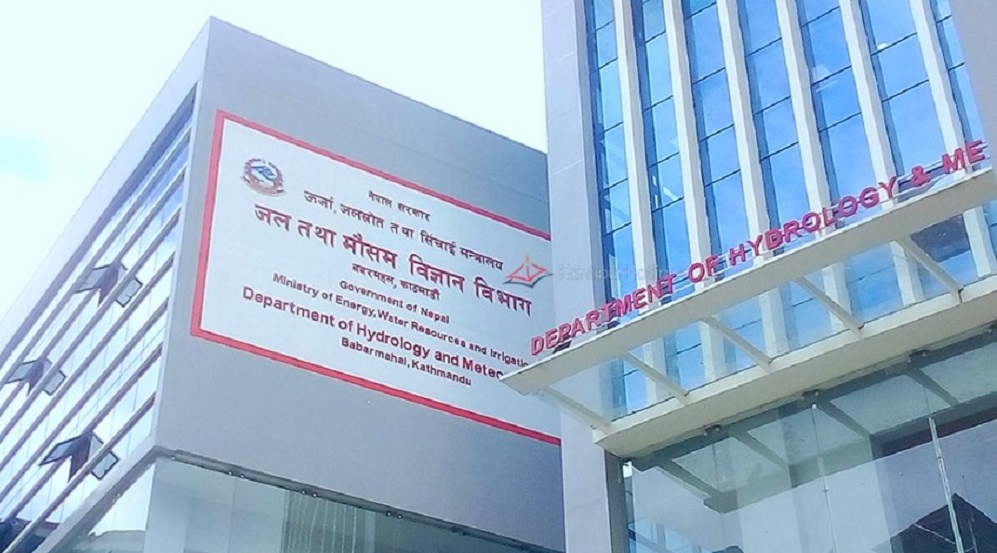 नेपाल सरकार
ऊर्जा, जलस्रोत तथा सिंचाई मन्त्रालय
जल तथा मौसम विज्ञान विभाग
बबरमहल, काठमाडौं
Government of Nepal
Ministry of Energy, Water Resources and Irrigatio
Department of Hydrology and Meteo
Babarmahal, Kathmandu
DEPARTMENT OF HYDROLOGY & ME